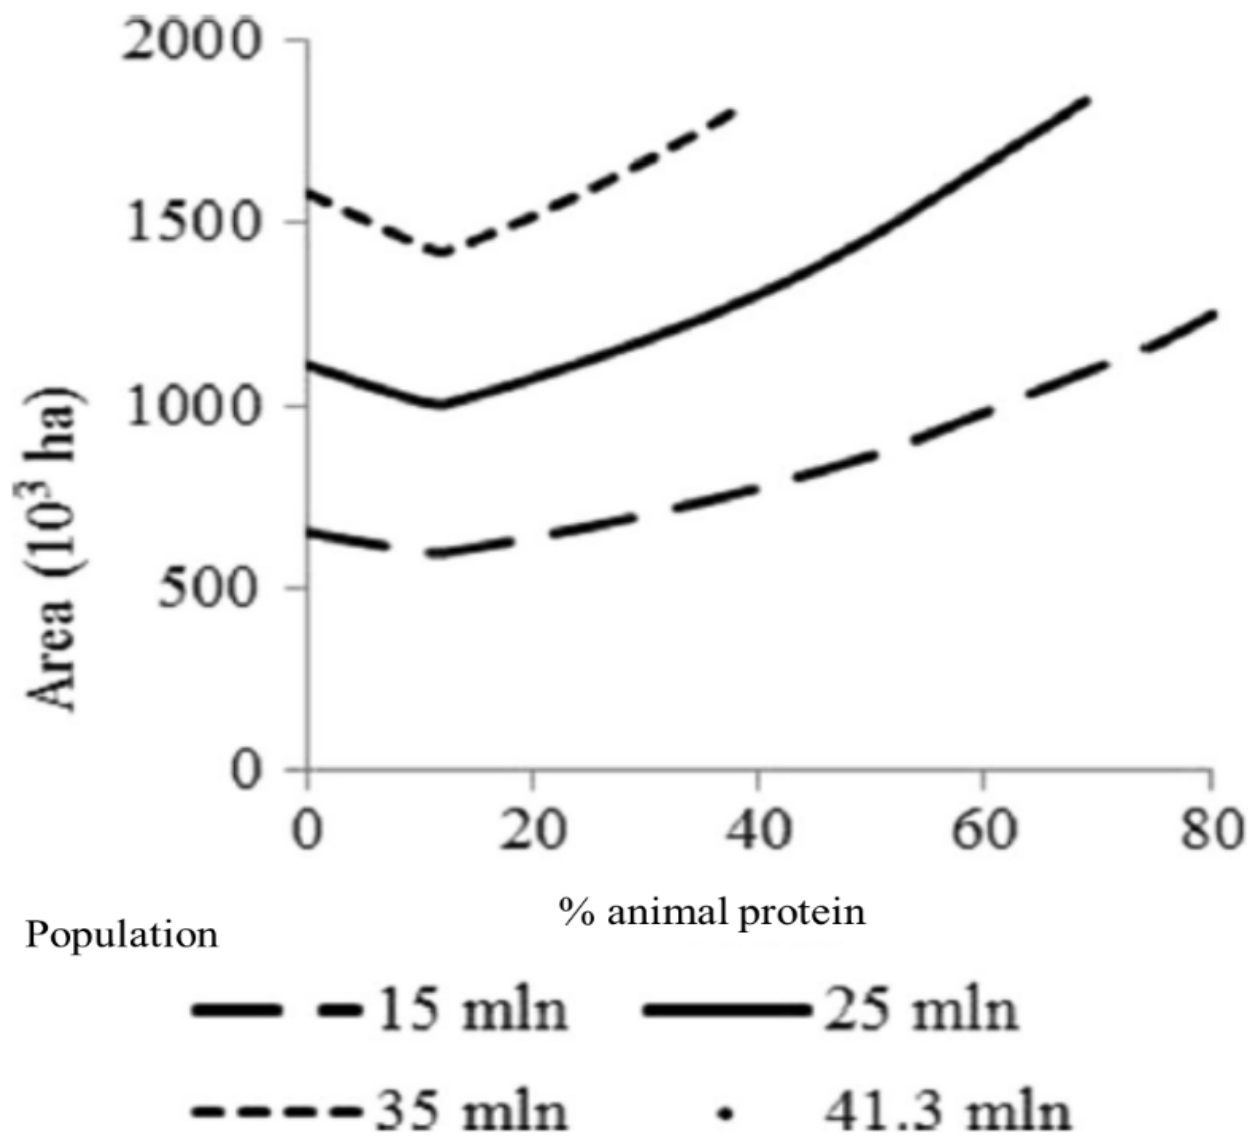 2000
1500
1000
500
0
Area (10³ ha)
0 20 40 60 80
% animal protein
Population
15 mln 25 mln
35 mln 41.3 mln